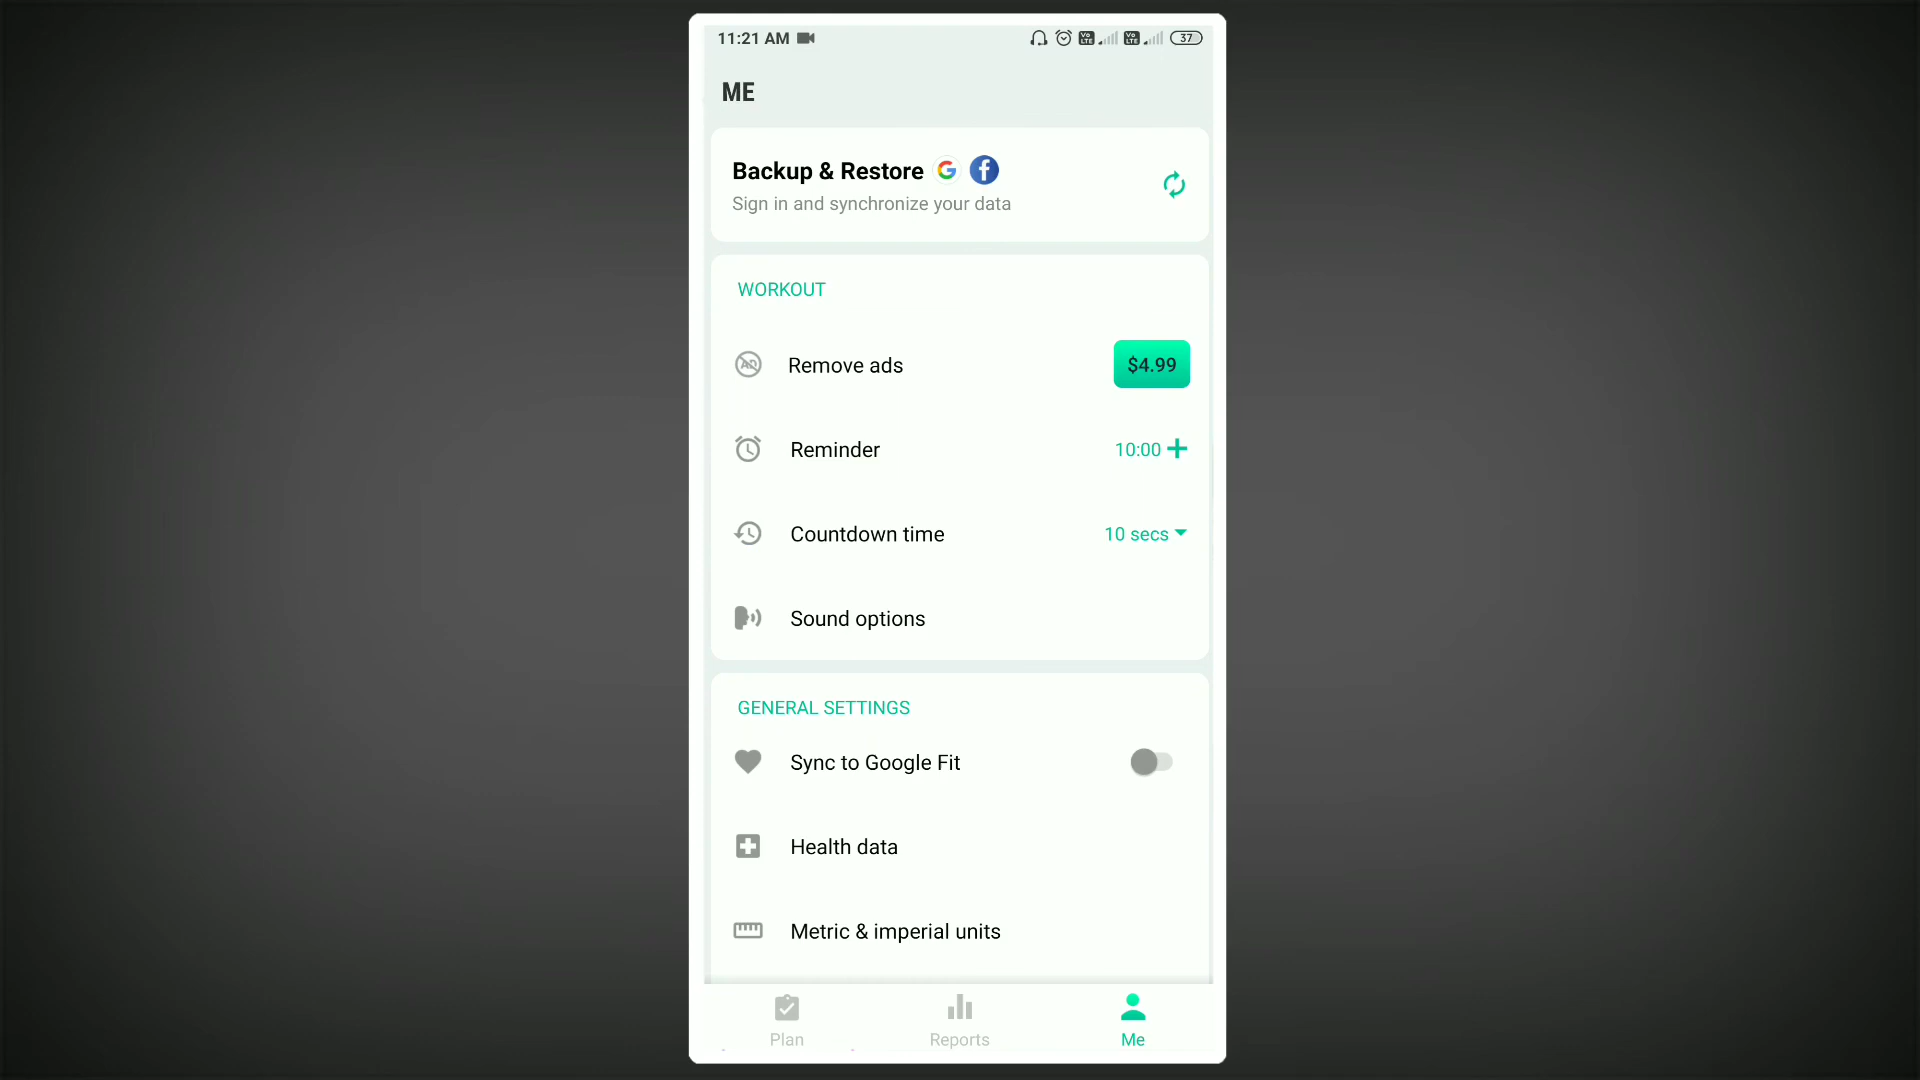 11:21 AM
37
ME
Backup & Restore
Sign in and synchronize your data
WORKOUT
Remove ads
$4.99
Reminder
10:00
Countdown time
10 secs
Sound options
GENERAL SETTINGS
Sync to Google Fit
Health data
Metric & imperial units
Plan
Reports
Me